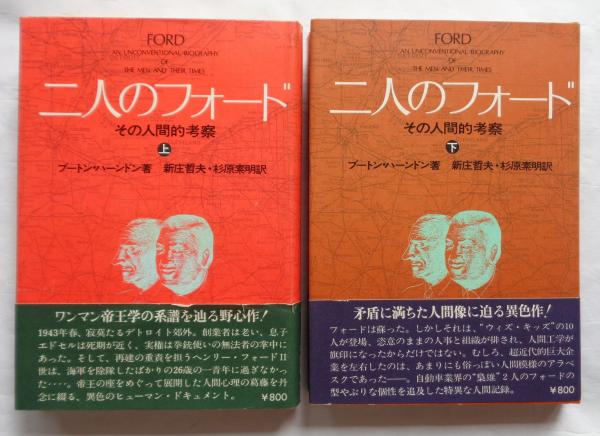 FORD
AN UNCONVENTIONAL BIOGRAPHY
OF
THE MEN AND THEIR TIMES
二人のフォード
その人間的考察
上
ブートン・ハーンドン著 新庄哲夫・杉原素明訳
ワンマン帝王学の系譜を辿る野心作!
1943年春、寂莫たるデトロイト郊外。創業者は老い、息子
エドセルは死期が近く、実権は拳銃使いの無法者の掌中に
あった。そして、再建の重責を担うヘンリー・フォードⅡ
世は、海軍を除隊したばかりの26歳の一青年に過ぎなかっ
た‥‥。帝王の座をめぐって展開した人間心理の葛藤を丹
念に綴る、異色のヒューマン・ドキュメント。 ¥800
FORD
AN UNCONVENTIONAL BIOGRAPHY
OF
THE MEN AND THEIR TIMES
二人のフォード
その人間的考察
下
ブートン・ハーンドン著 新庄哲夫・杉原素明訳
矛盾に満ちた人間像に迫る異色作!
フォードは蘇った。しかしそれは、“ウィズ・キッズ”の10
人が登場、恣意のままの人事と組織が排され、人間工学が
旗印になったからだけではない。むしろ、超近代的巨大企
業を左右したのは、あまりにも俗っぽい人間模様のアラベ
スクであった――。自動車業界の“梟雄”2人のフォードの
型やぶりな個性を追及した特異な人間記録。 ¥800